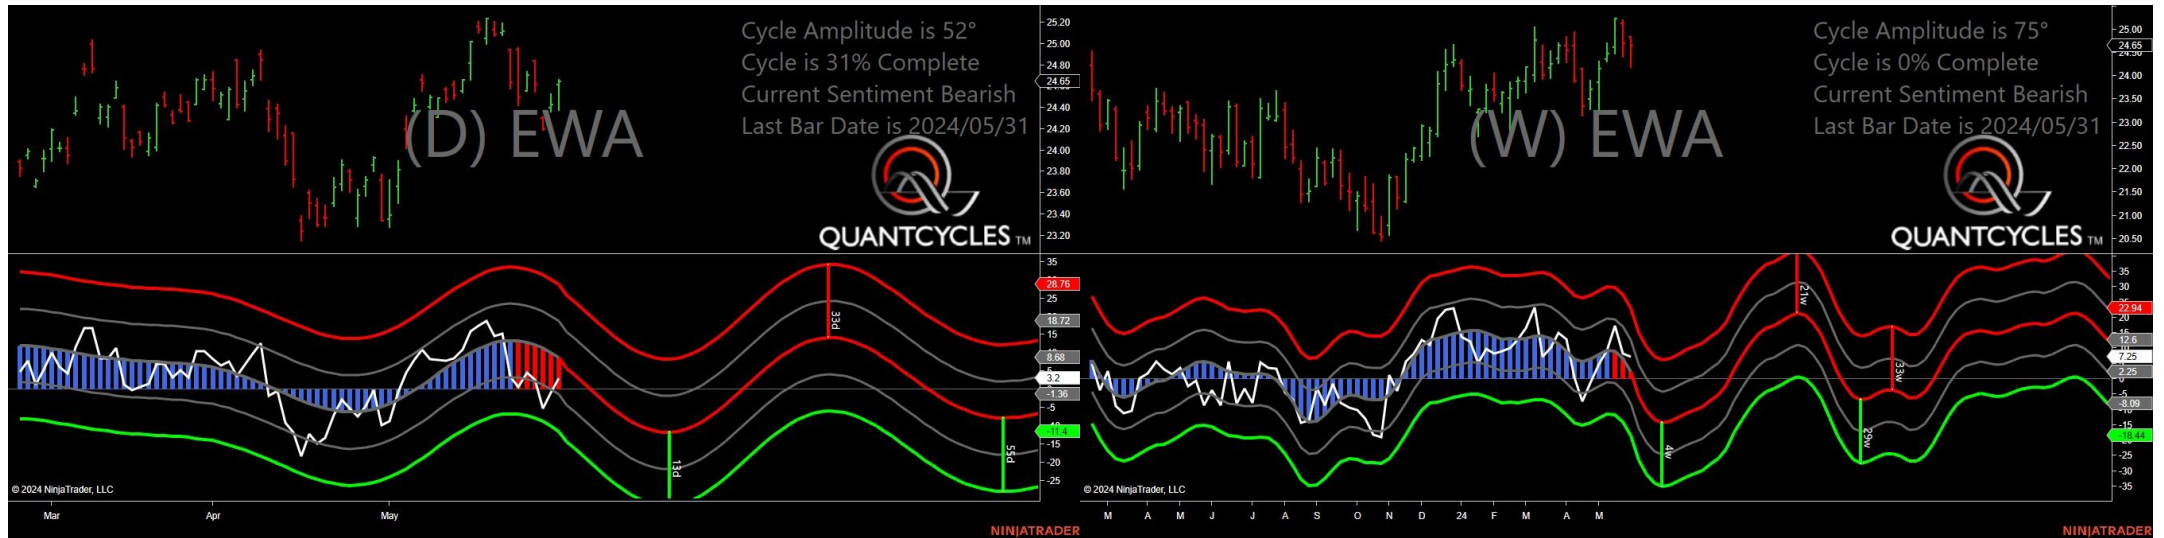 Cycle Amplitude is 52°
Cycle is 31% Complete
Current Sentiment Bearish
Last Bar Date is 2024/05/31
(D) EWA
QUANTCYCLES TM
25.20
25.00
24.80
24.65
24.40
24.20
24.00
23.80
23.60
23.40
23.20
35
28.76
25
18.72
15
8.68
3.2
-1.36
-5
-11.4
-15
-20
-25
13d
33d
55d
© 2024 NinjaTrader, LLC
Mar Apr May
NINJATRADER
Cycle Amplitude is 75°
Cycle is 0% Complete
Current Sentiment Bearish
Last Bar Date is 2024/05/31
(W) EWA
QUANTCYCLES TM
25.00
24.65
24.00
23.50
23.00
22.50
22.00
21.50
21.00
20.50
35
30
22.94
20
12.6
7.25
2.25
-8.09
-18.44
-25
-30
-35
4w
21w
29w
33w
© 2024 NinjaTrader, LLC
M A M J J A S O N D 24 F M A M
NINJATRADER